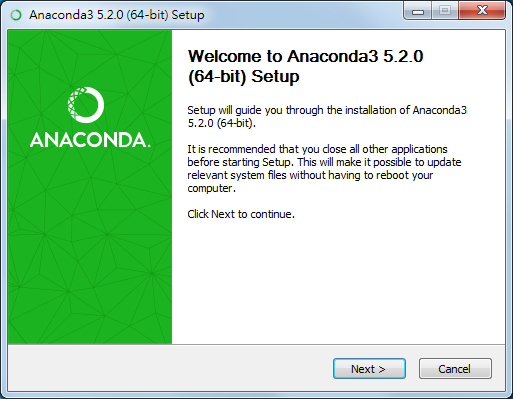 Anaconda3 5.2.0 (64-bit) Setup
ANACONDA.
Welcome to Anaconda3 5.2.0
(64-bit) Setup
Setup will guide you through the installation of Anaconda3
5.2.0 (64-bit).
It is recommended that you close all other applications
before starting Setup. This will make it possible to update
relevant system files without having to reboot your
computer.
Click Next to continue.
Next >
Cancel